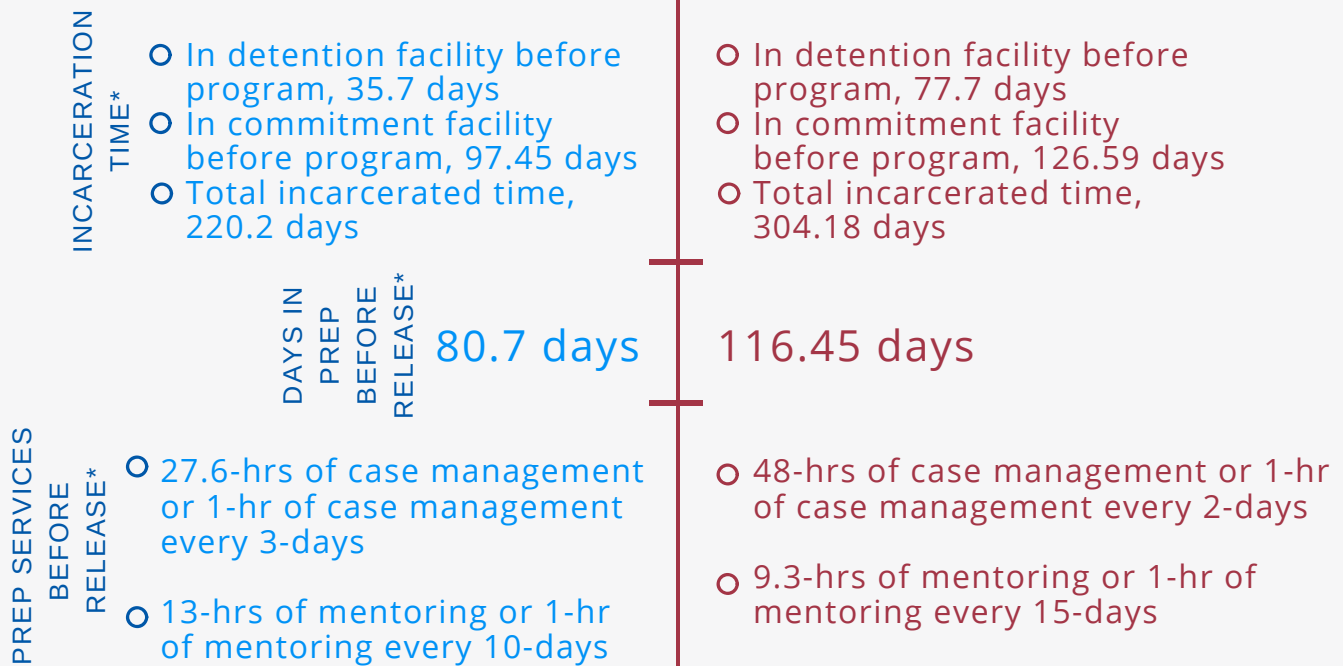 INCARCERATION
TIME*
In detention facility before
program, 35.7 days
In commitment facility
before program, 97.45 days
Total incarcerated time,
220.2 days
In detention facility before
program, 77.7 days
In commitment facility
before program, 126.59 days
Total incarcerated time,
304.18 days
DAYS IN
PREP
BEFORE
RELEASE*
80.7 days
116.45 days
PREP SERVICES
BEFORE
RELEASE*
27.6-hrs of case management
or 1-hr of case management
every 3-days
13-hrs of mentoring or 1-hr
of mentoring every 10-days
48-hrs of case management or 1-hr
of case management every 2-days
9.3-hrs of mentoring or 1-hr of
mentoring every 15-days